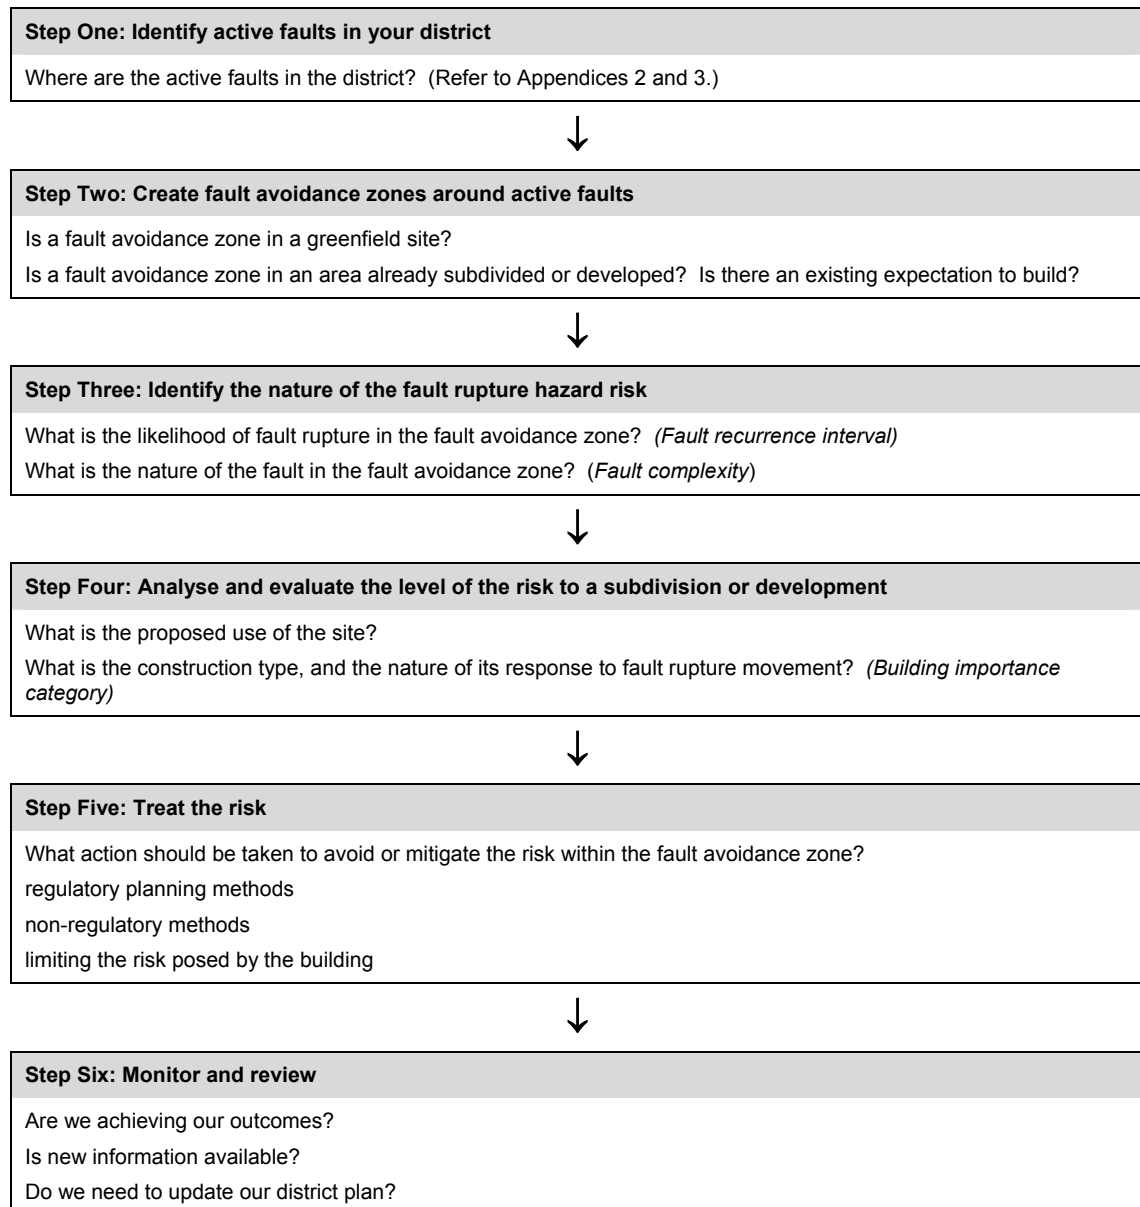 Step One: Identify active faults in your district
Where are the active faults in the district? (Refer to Appendices 2 and 3.)
Step Two: Create fault avoidance zones around active faults
Is a fault avoidance zone in a greenfield site?
Is a fault avoidance zone in an area already subdivided or developed? Is there an existing expectation to build?
Step Three: Identify the nature of the fault rupture hazard risk
What is the likelihood of fault rupture in the fault avoidance zone? (Fault recurrence interval)
What is the nature of the fault in the fault avoidance zone? (Fault complexity)
Step Four: Analyse and evaluate the level of the risk to a subdivision or development
What is the proposed use of the site?
What is the construction type, and the nature of its response to fault rupture movement? (Building importance
category)
Step Five: Treat the risk
What action should be taken to avoid or mitigate the risk within the fault avoidance zone?
regulatory planning methods
non-regulatory methods
limiting the risk posed by the building
Step Six: Monitor and review
Are we achieving our outcomes?
Is new information available?
Do we need to update our district plan?